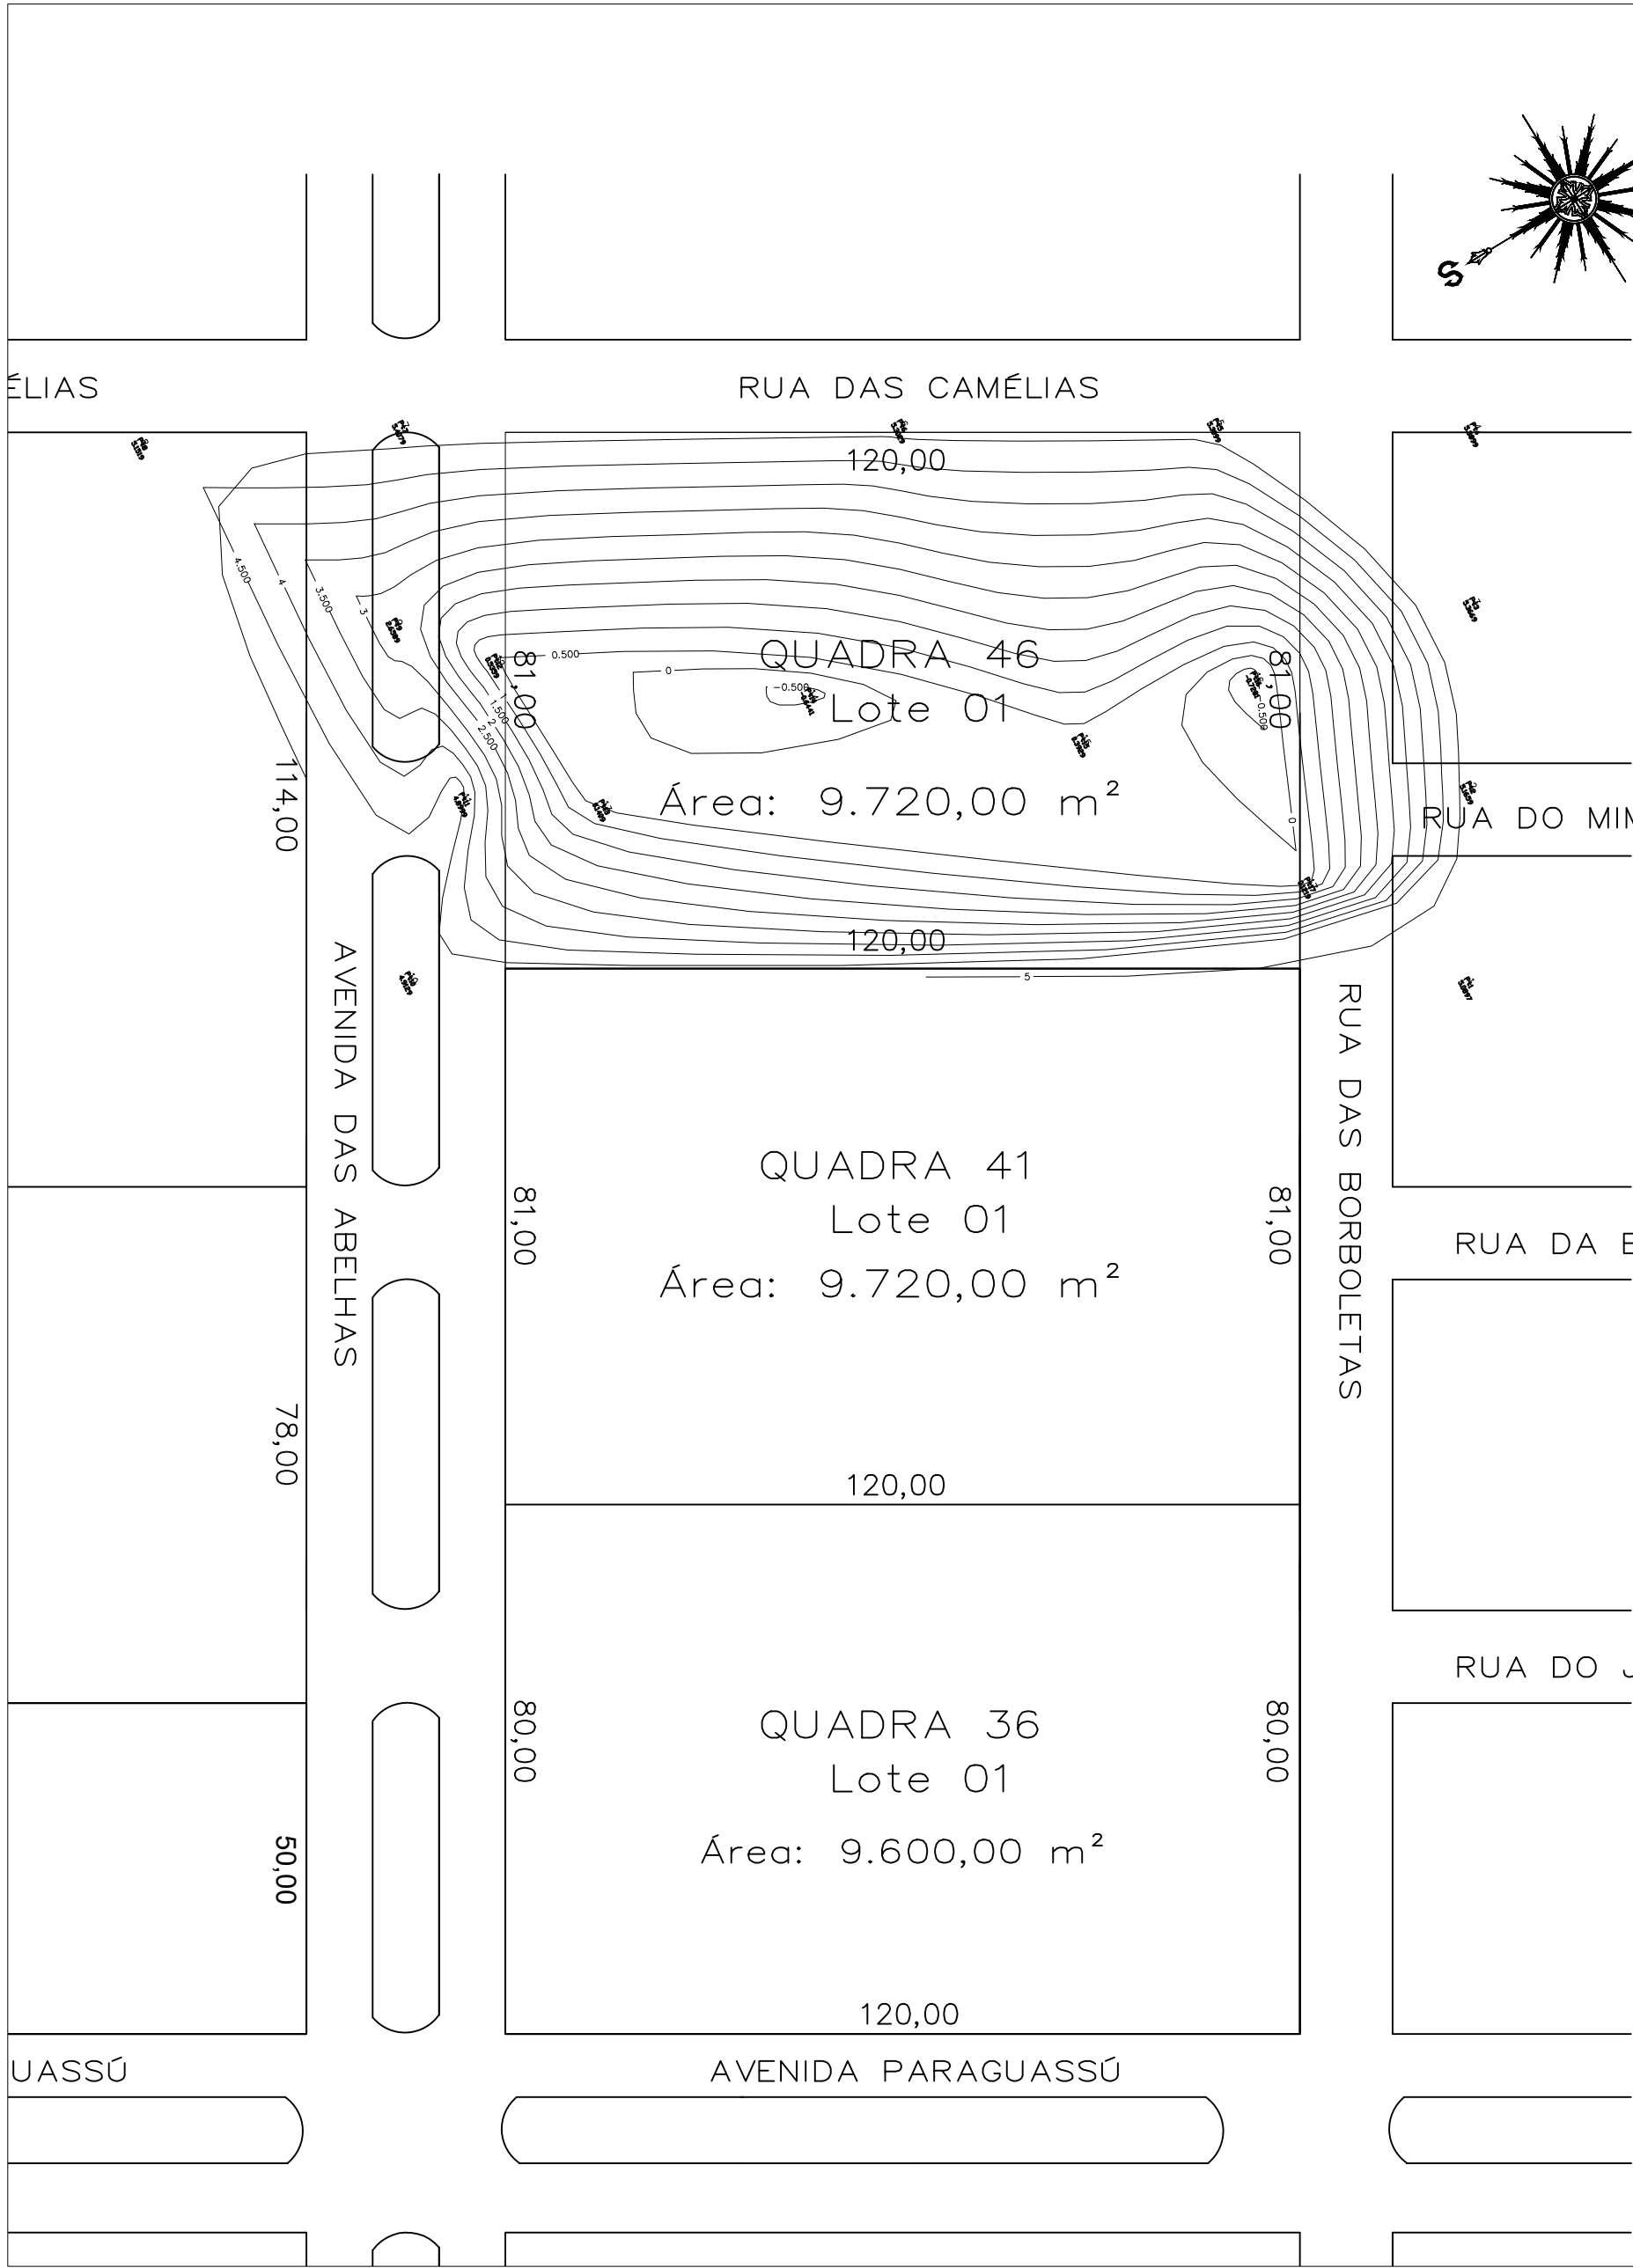 S
ÉLIAS
RUA DAS CAMÉLIAS
120,00
4.500
4
3.500
3
0.500
0
-0.500
1
1.500
2
2.500
81,00
QUADRA 46
Lote 01
Área: 9.720,00 m²
81,00
-0.500
0
114,00
RUA DO MIM
120,00
5
AVENIDA DAS ABELHAS
RUA DAS BORBOLETAS
QUADRA 41
Lote 01
Área: 9.720,00 m²
81,00
81,00
RUA DA
120,00
78,00
RUA DO J
QUADRA 36
Lote 01
Área: 9.600,00 m²
80,00
80,00
50,00
120,00
UASSÚ
AVENIDA PARAGUASSÚ